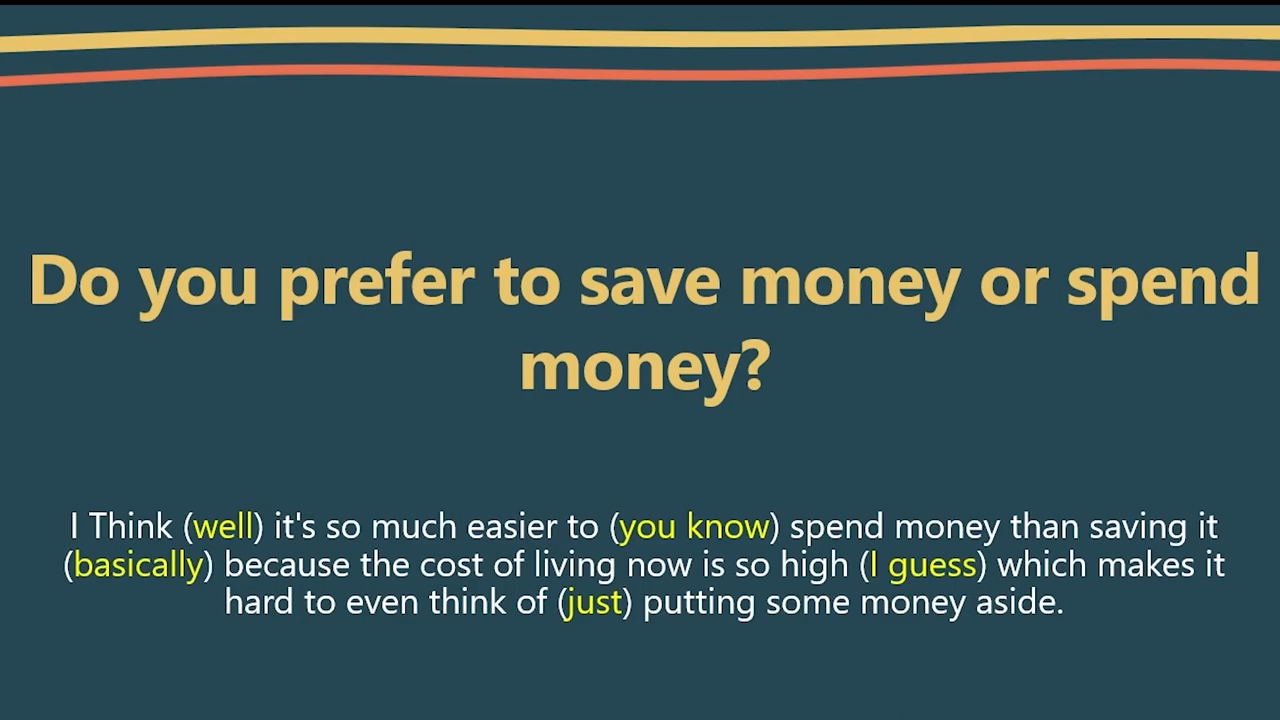 Do you prefer to save money or spend
money?
I Think (well) it's so much easier to (you know) spend money than saving it
(basically) because the cost of living now is so high (I guess) which makes it
hard to even think of (just) putting some money aside.